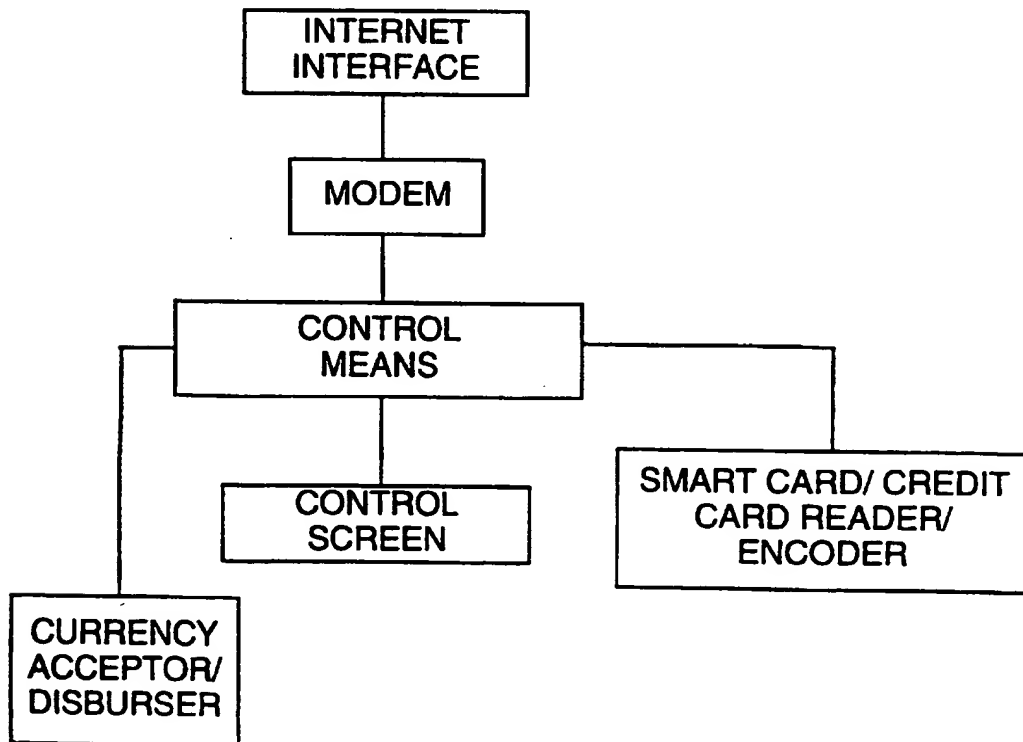 INTERNET
INTERFACE
MODEM
CONTROL
MEANS
CONTROL
SCREEN
SMART CARD/ CREDIT
CARD READER/
ENCODER
CURRENCY
ACCEPTOR/
DISBURSER